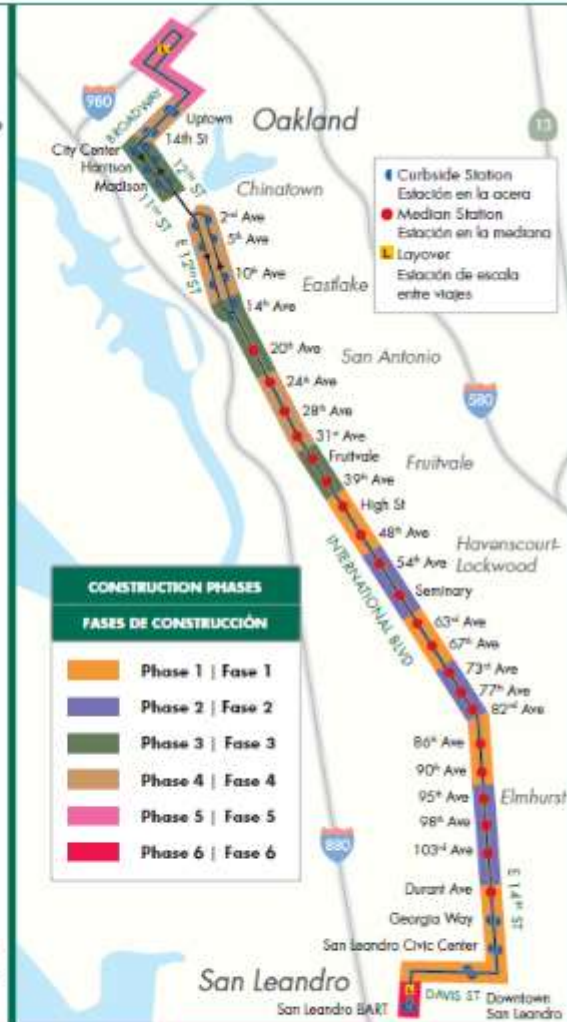 980
BROADWAY
Uptown
Oakland
13
14th St
City Center
Harrison
Madison
12TH ST
11TH ST
Chinatown
Curbside Station
Estación en la acera
Median Station
Estación en la mediana
L Layover
Estación de escala
entre viajes
2nd Ave
5th Ave
E 12TH ST
10th Ave
Eastlake
14th Ave
20th Ave
San Antonio
24th Ave
580
28th Ave
31st Ave
Fruitvale
Fruitvale
39th Ave
High St
48th Ave
Havenscourt-
Lockwood
54th Ave
INTERNATIONAL BLVD
Seminary
63rd Ave
67th Ave
73rd Ave
77th Ave
82nd Ave
CONSTRUCTION PHASES
FASES DE CONSTRUCCIÓN
Phase 1 | Fase 1
Phase 2 | Fase 2
Phase 3 | Fase 3
Phase 4 | Fase 4
Phase 5 | Fase 5
Phase 6 | Fase 6
86th Ave
90th Ave
95th Ave
Elmhurst
98th Ave
880
103rd Ave
Durant Ave
E 14th ST
Georgia Way
San Leandro Civic Center
San Leandro
L
DAVIS ST
Downtown
San Leandro
San Leandro BART